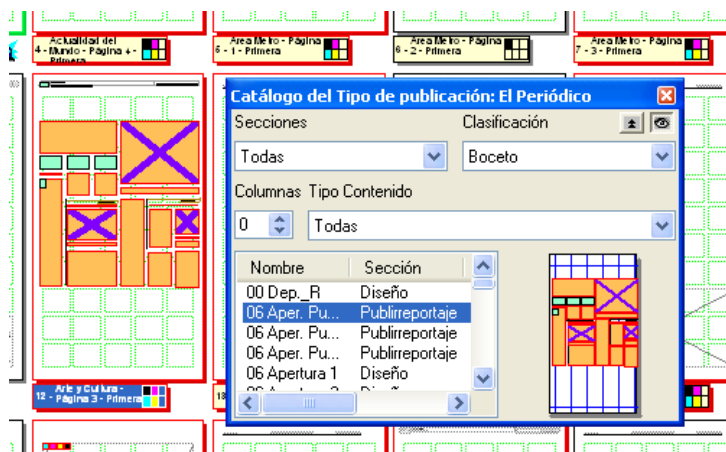 Actualidad del
4 - Mundo - Página 4 -
Primera
Area Metro - Página
5 - 1 - Primera
Area Metro - Página
6 - 2 - Primera
Area Metro - Página
7 - 3 - Primera
Catálogo del Tipo de publicación: El Periódico
Secciones
Clasificación
Todas
Boceto
Columnas Tipo Contenido
0
Todas
Nombre
Sección
00 Dep._R
Diseño
06 Aper. Pu...
Publirreportaje
06 Aper. Pu...
Publirreportaje
06 Aper. Pu...
Publirreportaje
06 Apertura 1
Diseño
Arte y Cultura -
12 - Página 3 - Primera